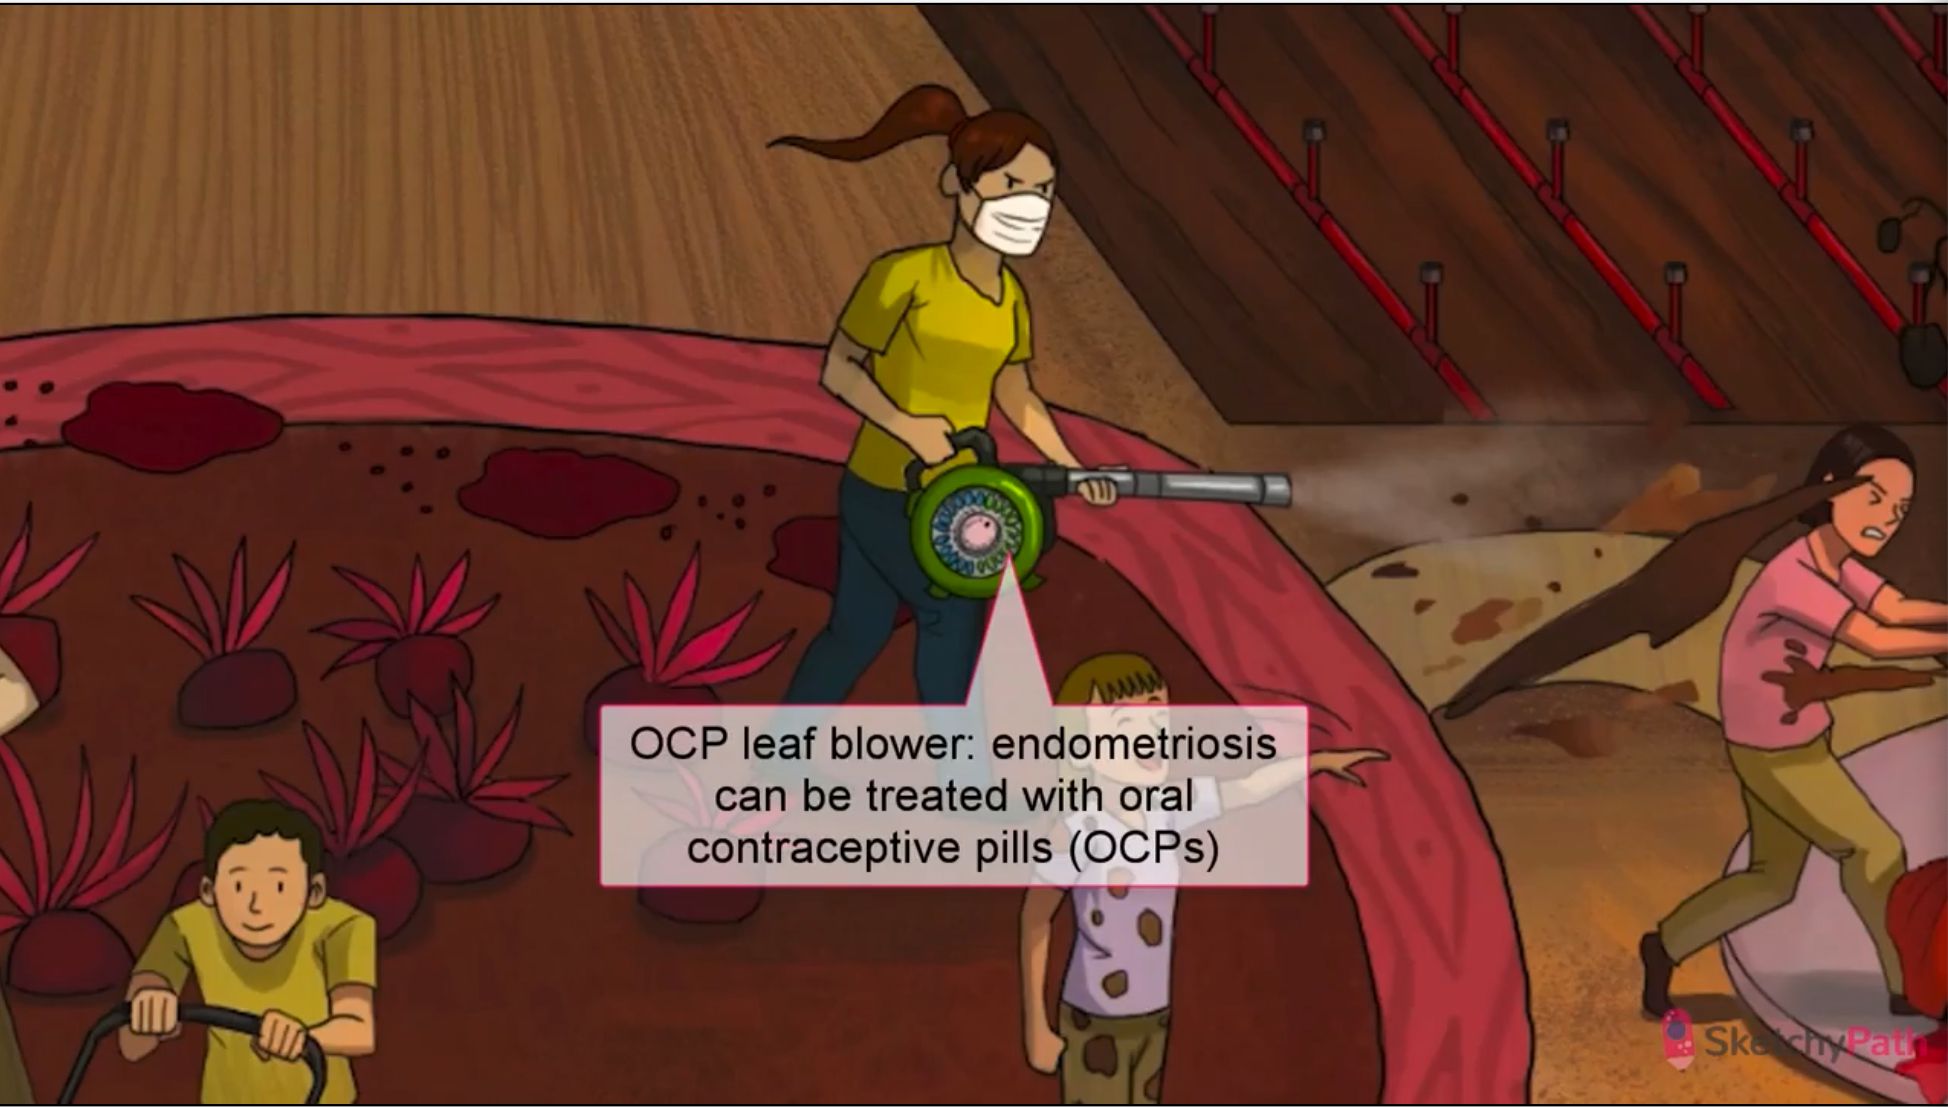 OCP leaf blower: endometriosis
can be treated with oral
contraceptive pills (OCPs)
SketchyPath